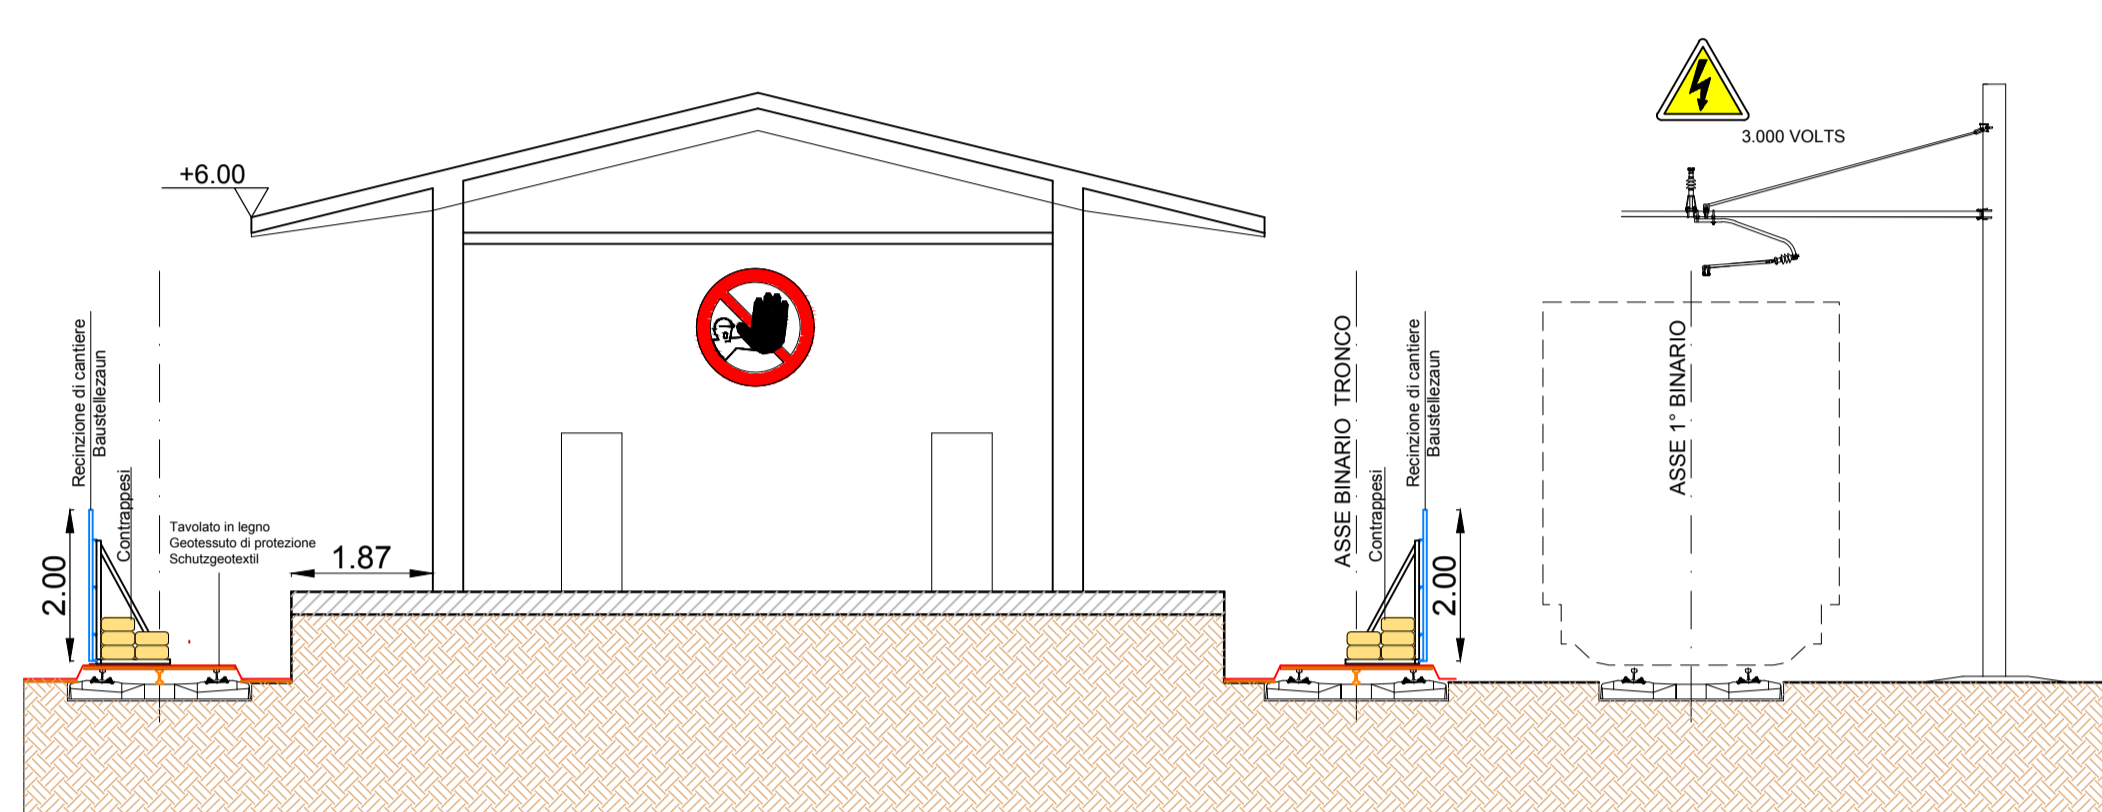 3.000 VOLTS
+6.00
Recinzione di cantiere
Baustellezaun
Contrappesi
Tavolato in legno
Geotessuto di protezione
Schutzgeotextil
2.00
1.87
ASSE BINARIO TRONCO
Contrappesi
Recinzione di cantiere
Baustellezaun
2.00
ASSE 1° BINARIO